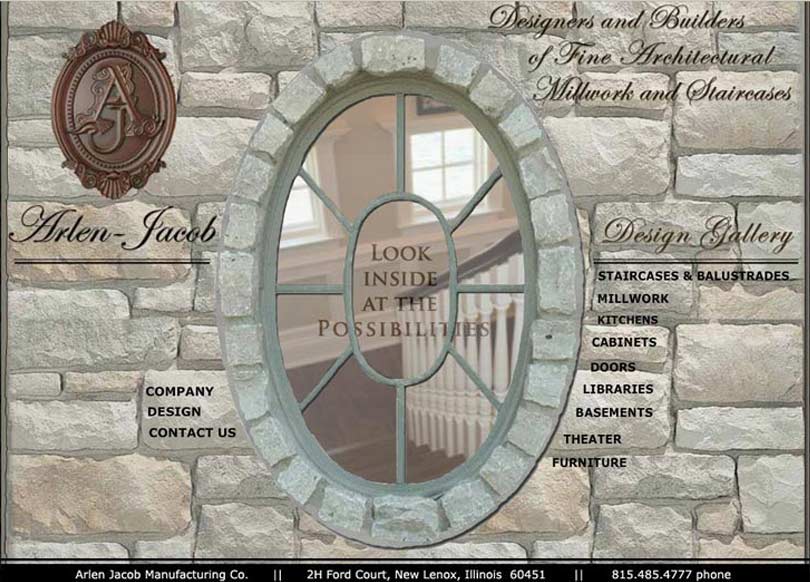 Designers and Builders
of Fine Architectural
Millwork and Staircases
AJ
Arlen-Jacob
Design Gallery
LOOK
INSIDE
AT THE
POSSIBILITIES
STAIRCASES & BALUSTRADES
MILLWORK
KITCHENS
CABINETS
DOORS
LIBRARIES
BASEMENTS
THEATER
FURNITURE
COMPANY
DESIGN
CONTACT US
Arlen Jacob Manufacturing Co. || 2H Ford Court, New Lenox, Illinois 60451 || 815.485.4777 phone